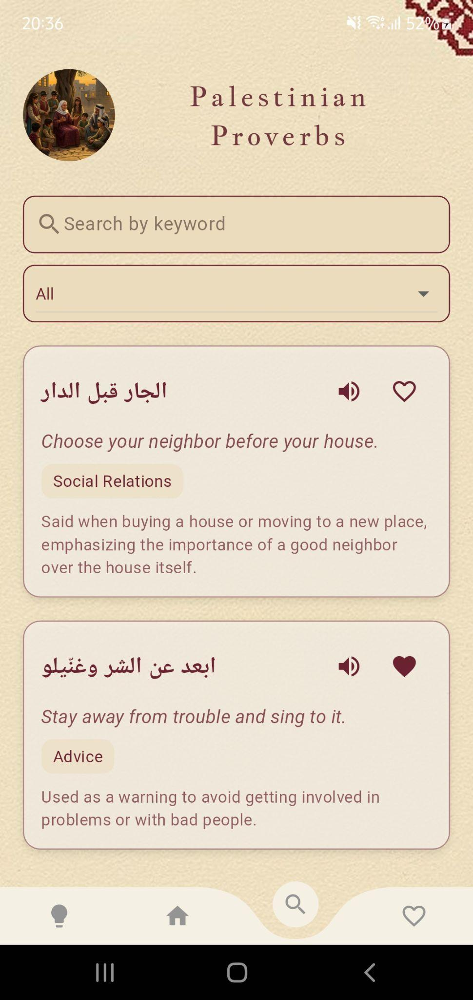 20:36
52%
Palestinian
Proverbs
Search by keyword
All
الجار قبل الدار
Choose your neighbor before your house.
Social Relations
Said when buying a house or moving to a new place,
emphasizing the importance of a good neighbor
over the house itself.
ابعد عن الشر وغنّيلو
Stay away from trouble and sing to it.
Advice
Used as a warning to avoid getting involved in
problems or with bad people.